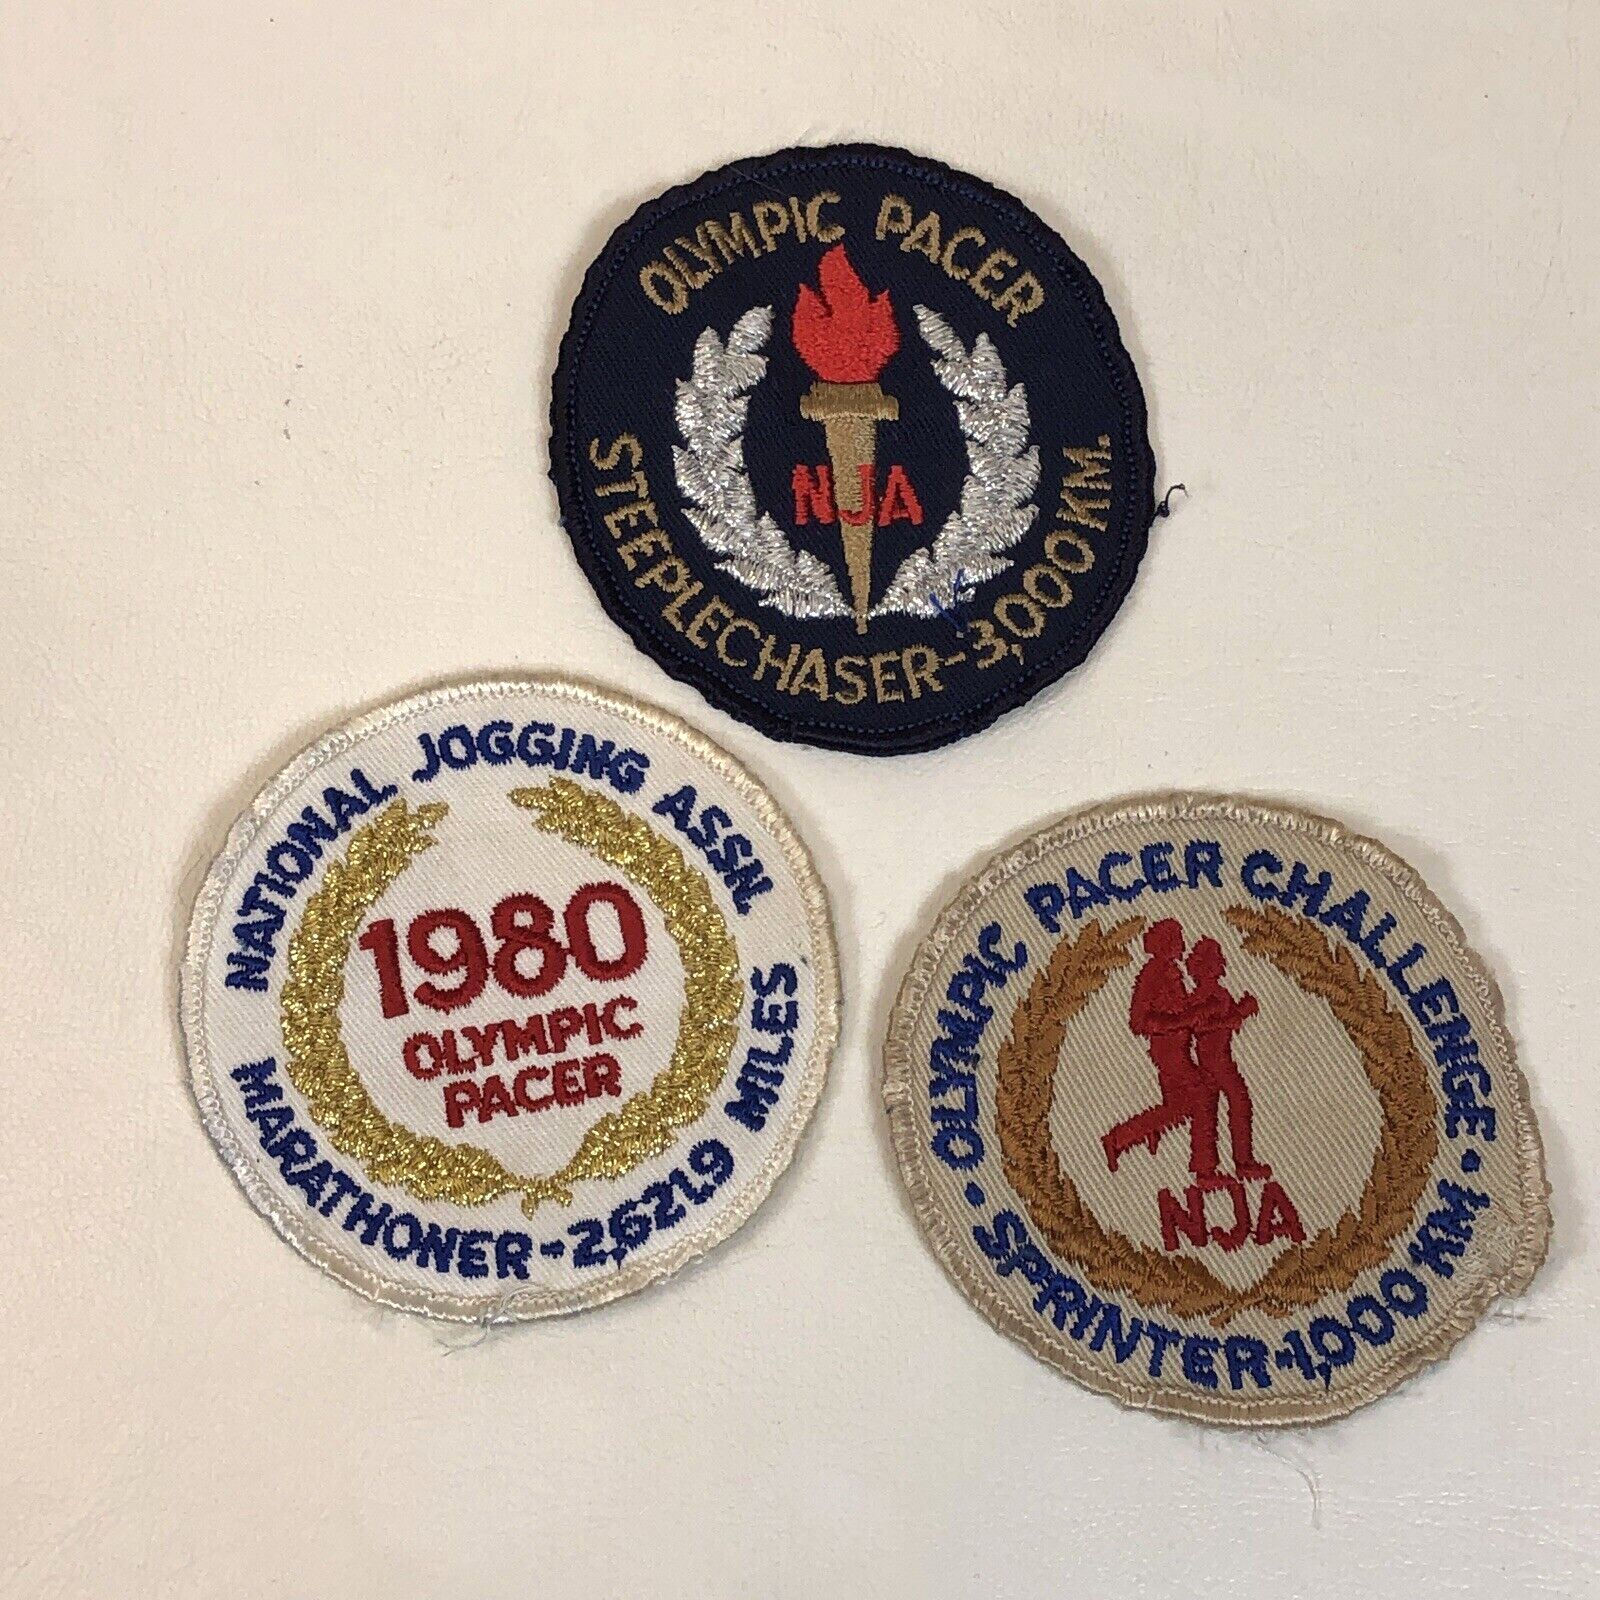 OLYMPIC PACER
NJA
STEEPLECHASER-3,000 KM.
NATIONAL JOGGING ASSN.
1980
OLYMPIC
PACER
MARATHONER-2,621.9 MILES
• OLYMPIC PACER CHALLENGE •
NJA
SPRINTER-1,000 KM